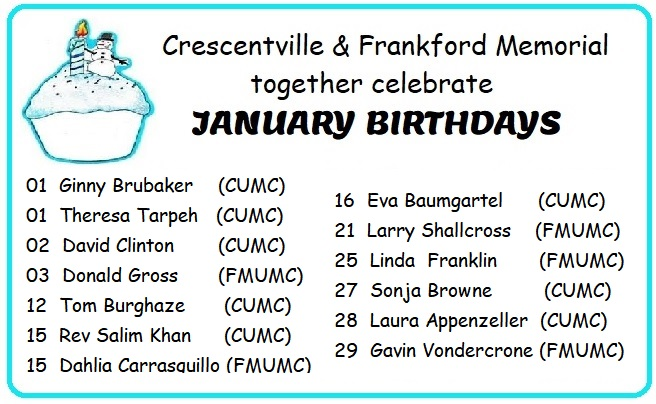 Crescentville & Frankford Memorial
together celebrate
JANUARY BIRTHDAYS
01 Ginny Brubaker (CUMC)
01 Theresa Tarpeh (CUMC)
02 David Clinton (CUMC)
03 Donald Gross (FMUMC)
12 Tom Burghaze (CUMC)
15 Rev Salim Khan (CUMC)
15 Dahlia Carrasquillo (FMUMC)
16 Eva Baumgartel (CUMC)
21 Larry Shallcross (FMUMC)
25 Linda Franklin (FMUMC)
27 Sonja Browne (CUMC)
28 Laura Appenzeller (CUMC)
29 Gavin Vondercrone (FMUMC)